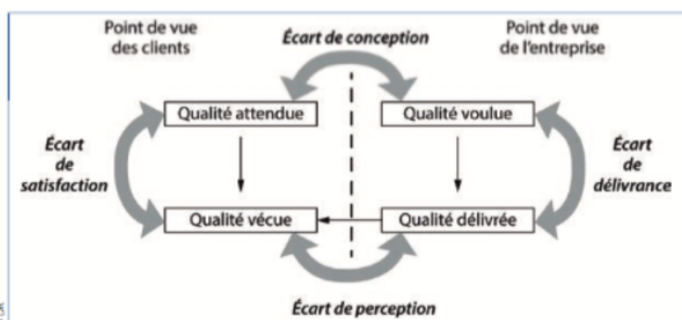 Point de vue
des clients
Écart de conception
Point de vue
de l'entreprise
Qualité attendue
Qualité voulue
Écart
de
satisfaction
Écart
de
délivrance
Qualité vécue
Qualité délivrée
Écart de perception